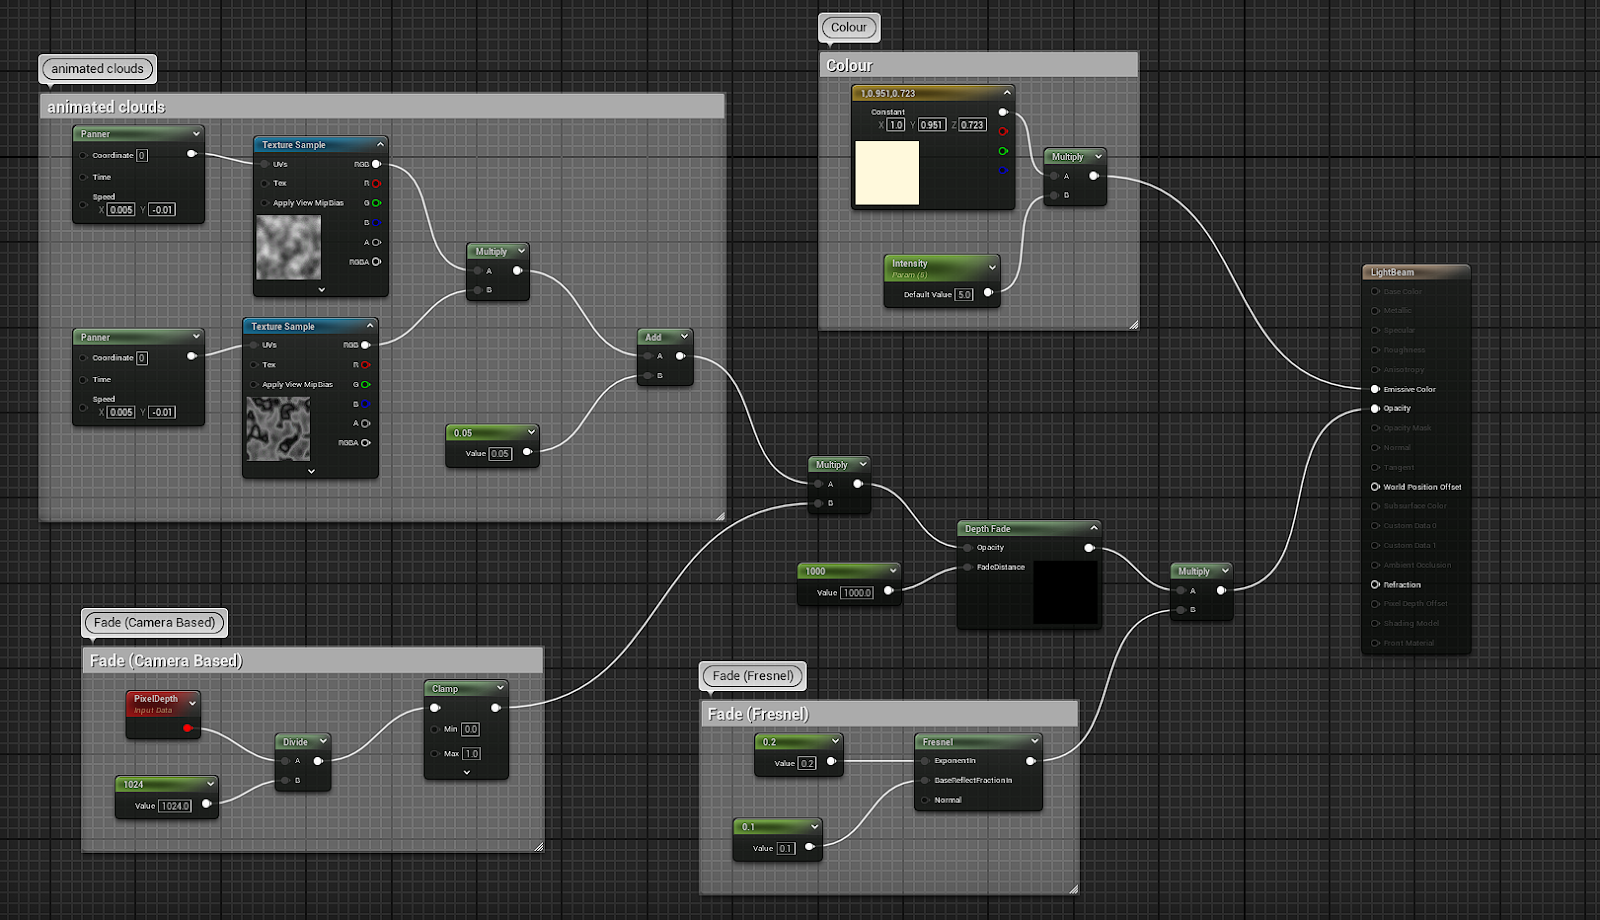 animated clouds
animated clouds
Panner
Coordinate 0
Time
Speed
X 0.005 Y -0.01
Texture Sample
UVs RGB
Tex R
Apply View MipBias G
B
A
RGBA
Panner
Coordinate 0
Time
Speed
X 0.005 Y -0.01
Texture Sample
UVs RGB
Tex R
Apply View MipBias G
B
A
RGBA
Multiply
A
B
0.05
Value 0.05
Add
A
B
Colour
Colour
1,0.951,0.723
Constant
X 1.0 Y 0.951 Z 0.723
Intensity
Param (5)
Default Value 5.0
Multiply
A
B
Multiply
A
B
1000
Value 1000.0
Depth Fade
Opacity
FadeDistance
Multiply
A
B
Fade (Camera Based)
Fade (Camera Based)
PixelDepth
Input Data
1024
Value 1024.0
Divide
A
B
Clamp
Min 0.0
Max 1.0
Fade (Fresnel)
Fade (Fresnel)
0.2
Value 0.2
0.1
Value 0.1
Fresnel
ExponentIn
BaseReflectFractionIn
Normal
LightBeam
Base Color
Metallic
Specular
Roughness
Anisotropy
Emissive Color
Opacity
Opacity Mask
Normal
Tangent
World Position Offset
Subsurface Color
Custom Data 0
Custom Data 1
Ambient Occlusion
Refraction
Pixel Depth Offset
Shading Model
Front Material